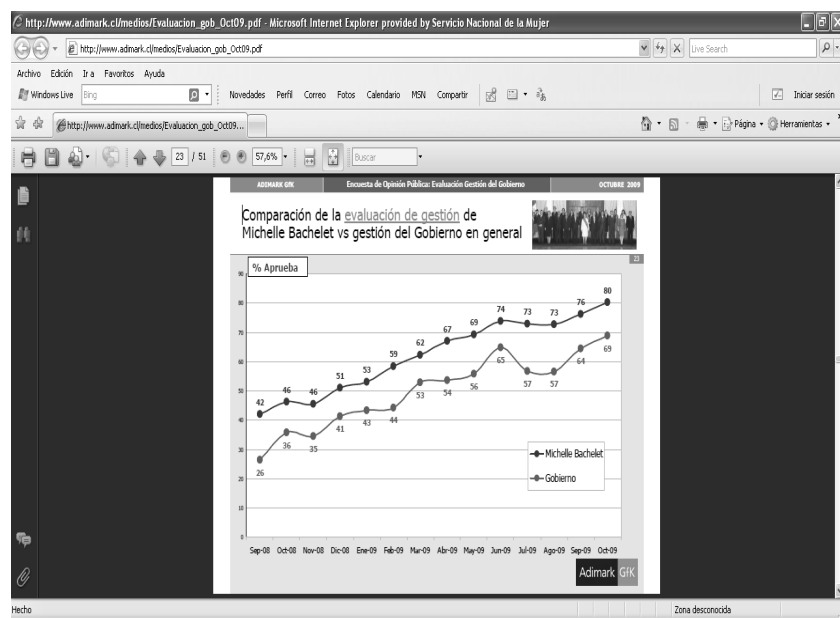 http://www.adimark.cl/medios/Evaluacion_gob_Oct09.pdf - Microsoft Internet Explorer provided by Servicio Nacional de la Mujer
http://www.adimark.cl/medios/Evaluacion_gob_Oct09.pdf
Live Search
Archivo Edición Ir a Favoritos Ayuda
Windows Live Bing Novedades Perfil Correo Fotos Calendario MSN Compartir Iniciar sesión
http://www.adimark.cl/medios/Evaluacion_gob_Oct09... Página Herramientas
23 / 51 57,6% Buscar
ADIMARK GfK Encuesta de Opinión Pública: Evaluación Gestión del Gobierno OCTUBRE 2009
Comparación de la evaluación de gestión de
Michelle Bachelet vs gestión del Gobierno en general
23
% Aprueba
90
80
70
60
50
40
30
20
10
0
42 46 46 51 53 59 62 67 69 74 73 73 76 80
26 36 35 41 43 44 53 54 56 65 57 57 64 69
Michelle Bachelet
Gobierno
Sep-08 Oct-08 Nov-08 Dic-08 Ene-09 Feb-09 Mar-09 Abr-09 May-09 Jun-09 Jul-09 Ago-09 Sep-09 Oct-09
Adimark GfK
Hecho Zona desconocida